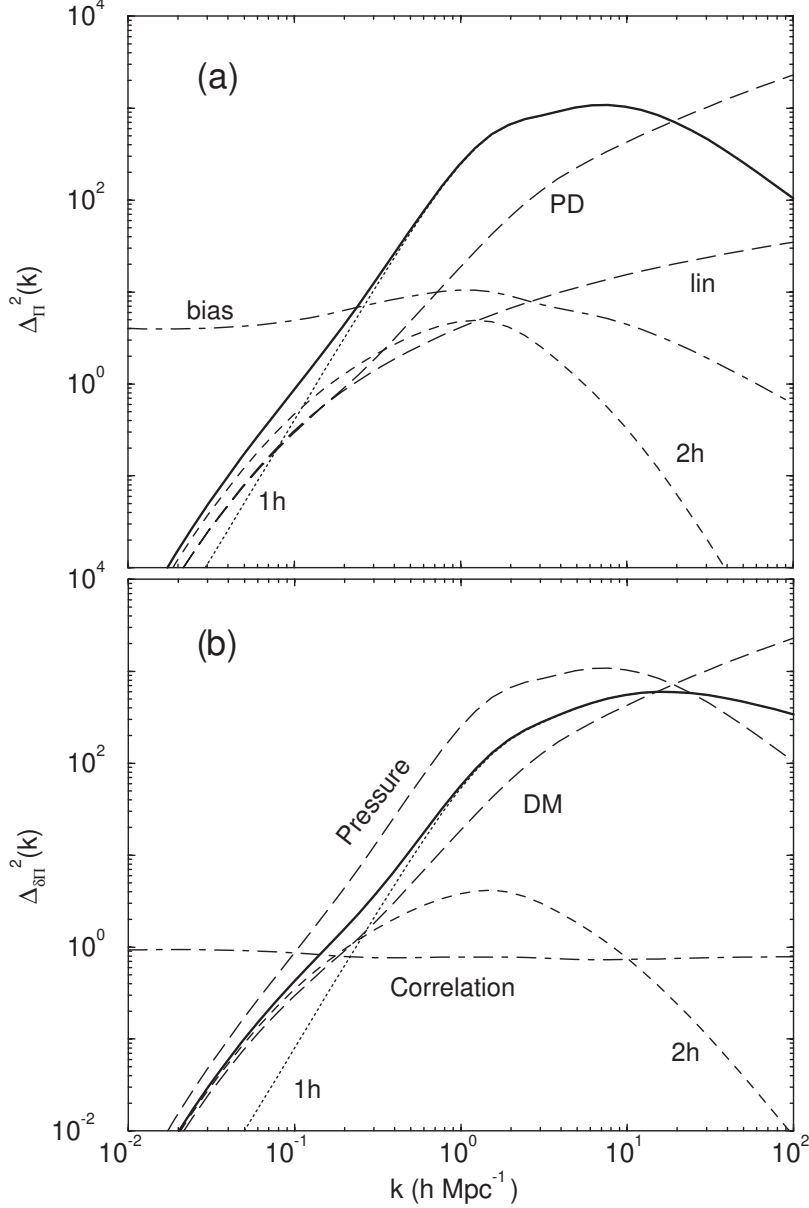 10^4
(a)
10^2
PD
lin
Δ_Π^2(k)
bias
10^0
2h
1h
10^4
(b)
10^2
Pressure
DM
Δ_δΠ^2(k)
10^0
Correlation
2h
1h
10^-2
10^-2 10^-1 10^0 10^1 10^2
k (h Mpc^-1)